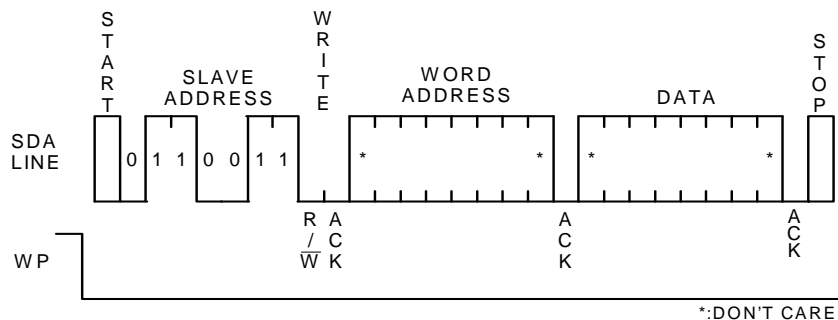 START
SLAVE ADDRESS
WRITE
WORD ADDRESS
DATA
STOP
SDA LINE
0 1 1 0 0 1 1
* * * *
R/W
ACK
ACK
ACK
WP
*:DON'T CARE